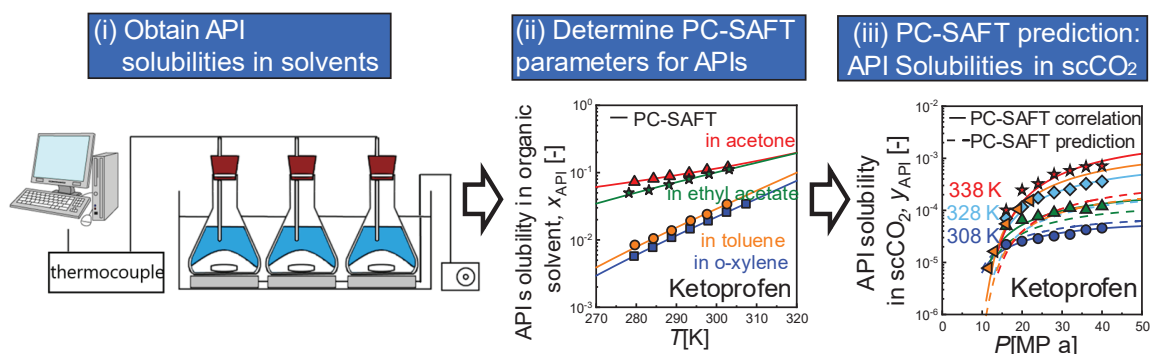 (i) Obtain API
solubilities in solvents
thermocouple
(ii) Determine PC-SAFT
parameters for APIs
API solubility in organic
solvent, xAPI [-]
10⁰
10⁻¹
10⁻²
10⁻³
PC-SAFT
in acetone
in ethyl acetate
in toluene
in o-xylene
Ketoprofen
270 280 290 300 310 320
T[K]
(iii) PC-SAFT prediction:
API Solubilities in scCO₂
API solubility
in scCO₂, yAPI [-]
10⁻²
10⁻³
10⁻⁴
10⁻⁵
10⁻⁶
PC-SAFT correlation
PC-SAFT prediction
338 K
328 K
308 K
Ketoprofen
0 10 20 30 40 50
P[MP a]